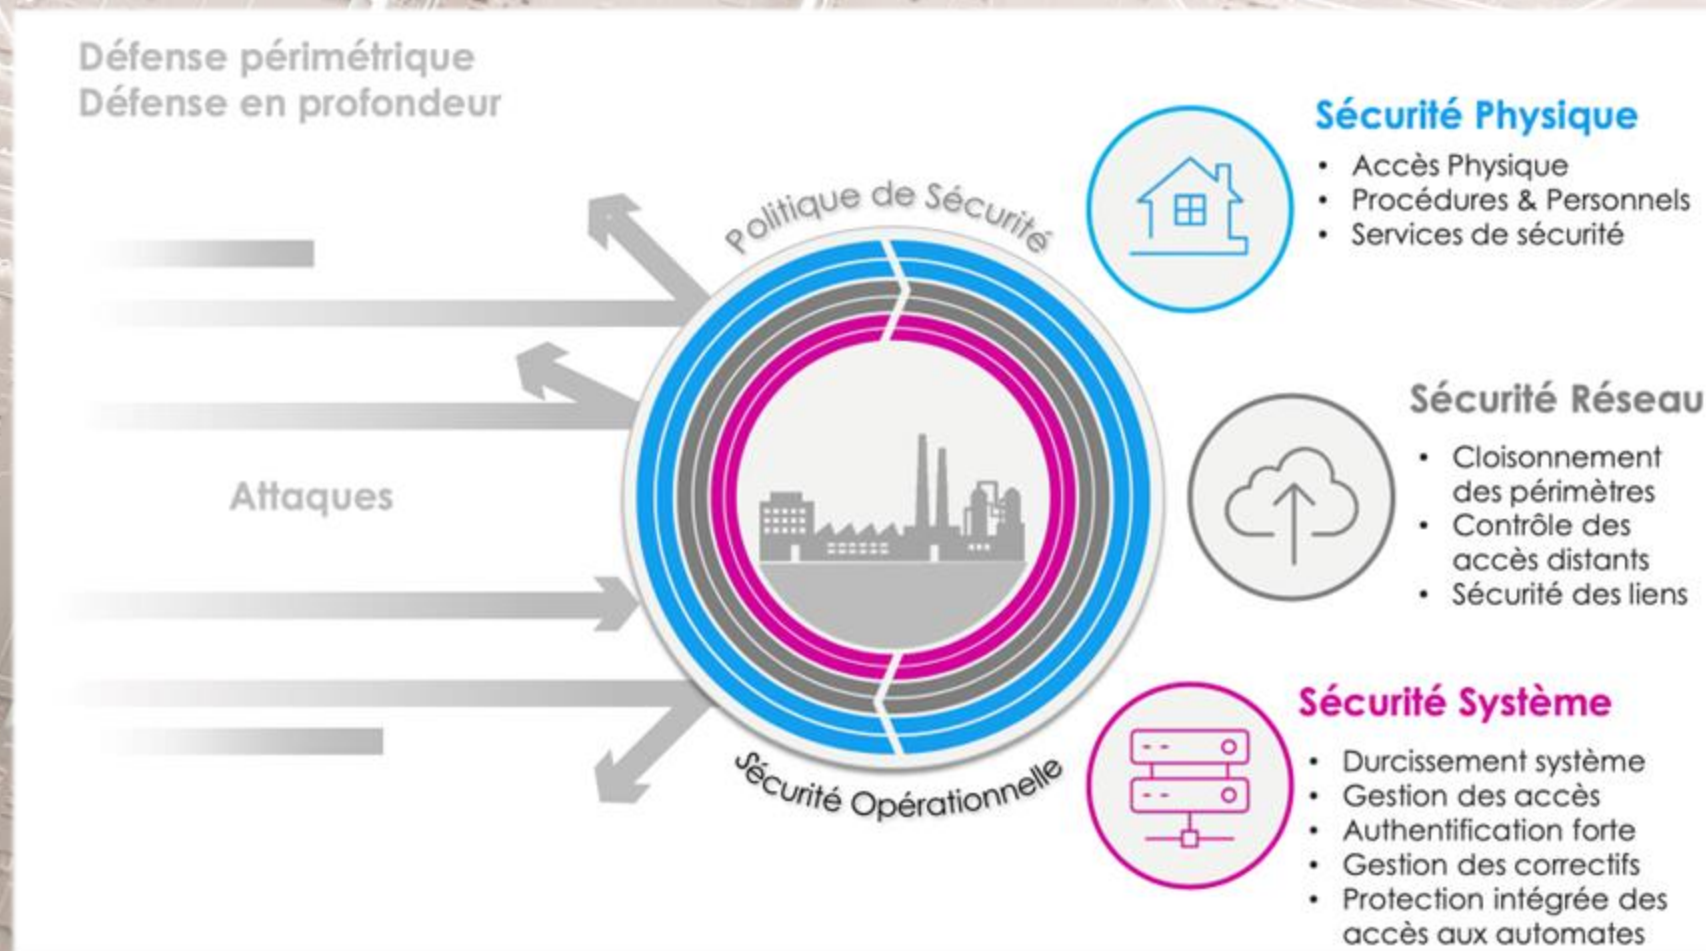 Défense périmétrique
Défense en profondeur
Politique de Sécurité
Attaques
Sécurité Opérationnelle
Sécurité Physique
• Accès Physique
• Procédures & Personnels
• Services de sécurité
Sécurité Réseau
• Cloisonnement
des périmètres
• Contrôle des
accès distants
• Sécurité des liens
Sécurité Système
• Durcissement système
• Gestion des accès
• Authentification forte
• Gestion des correctifs
• Protection intégrée des
accès aux automates